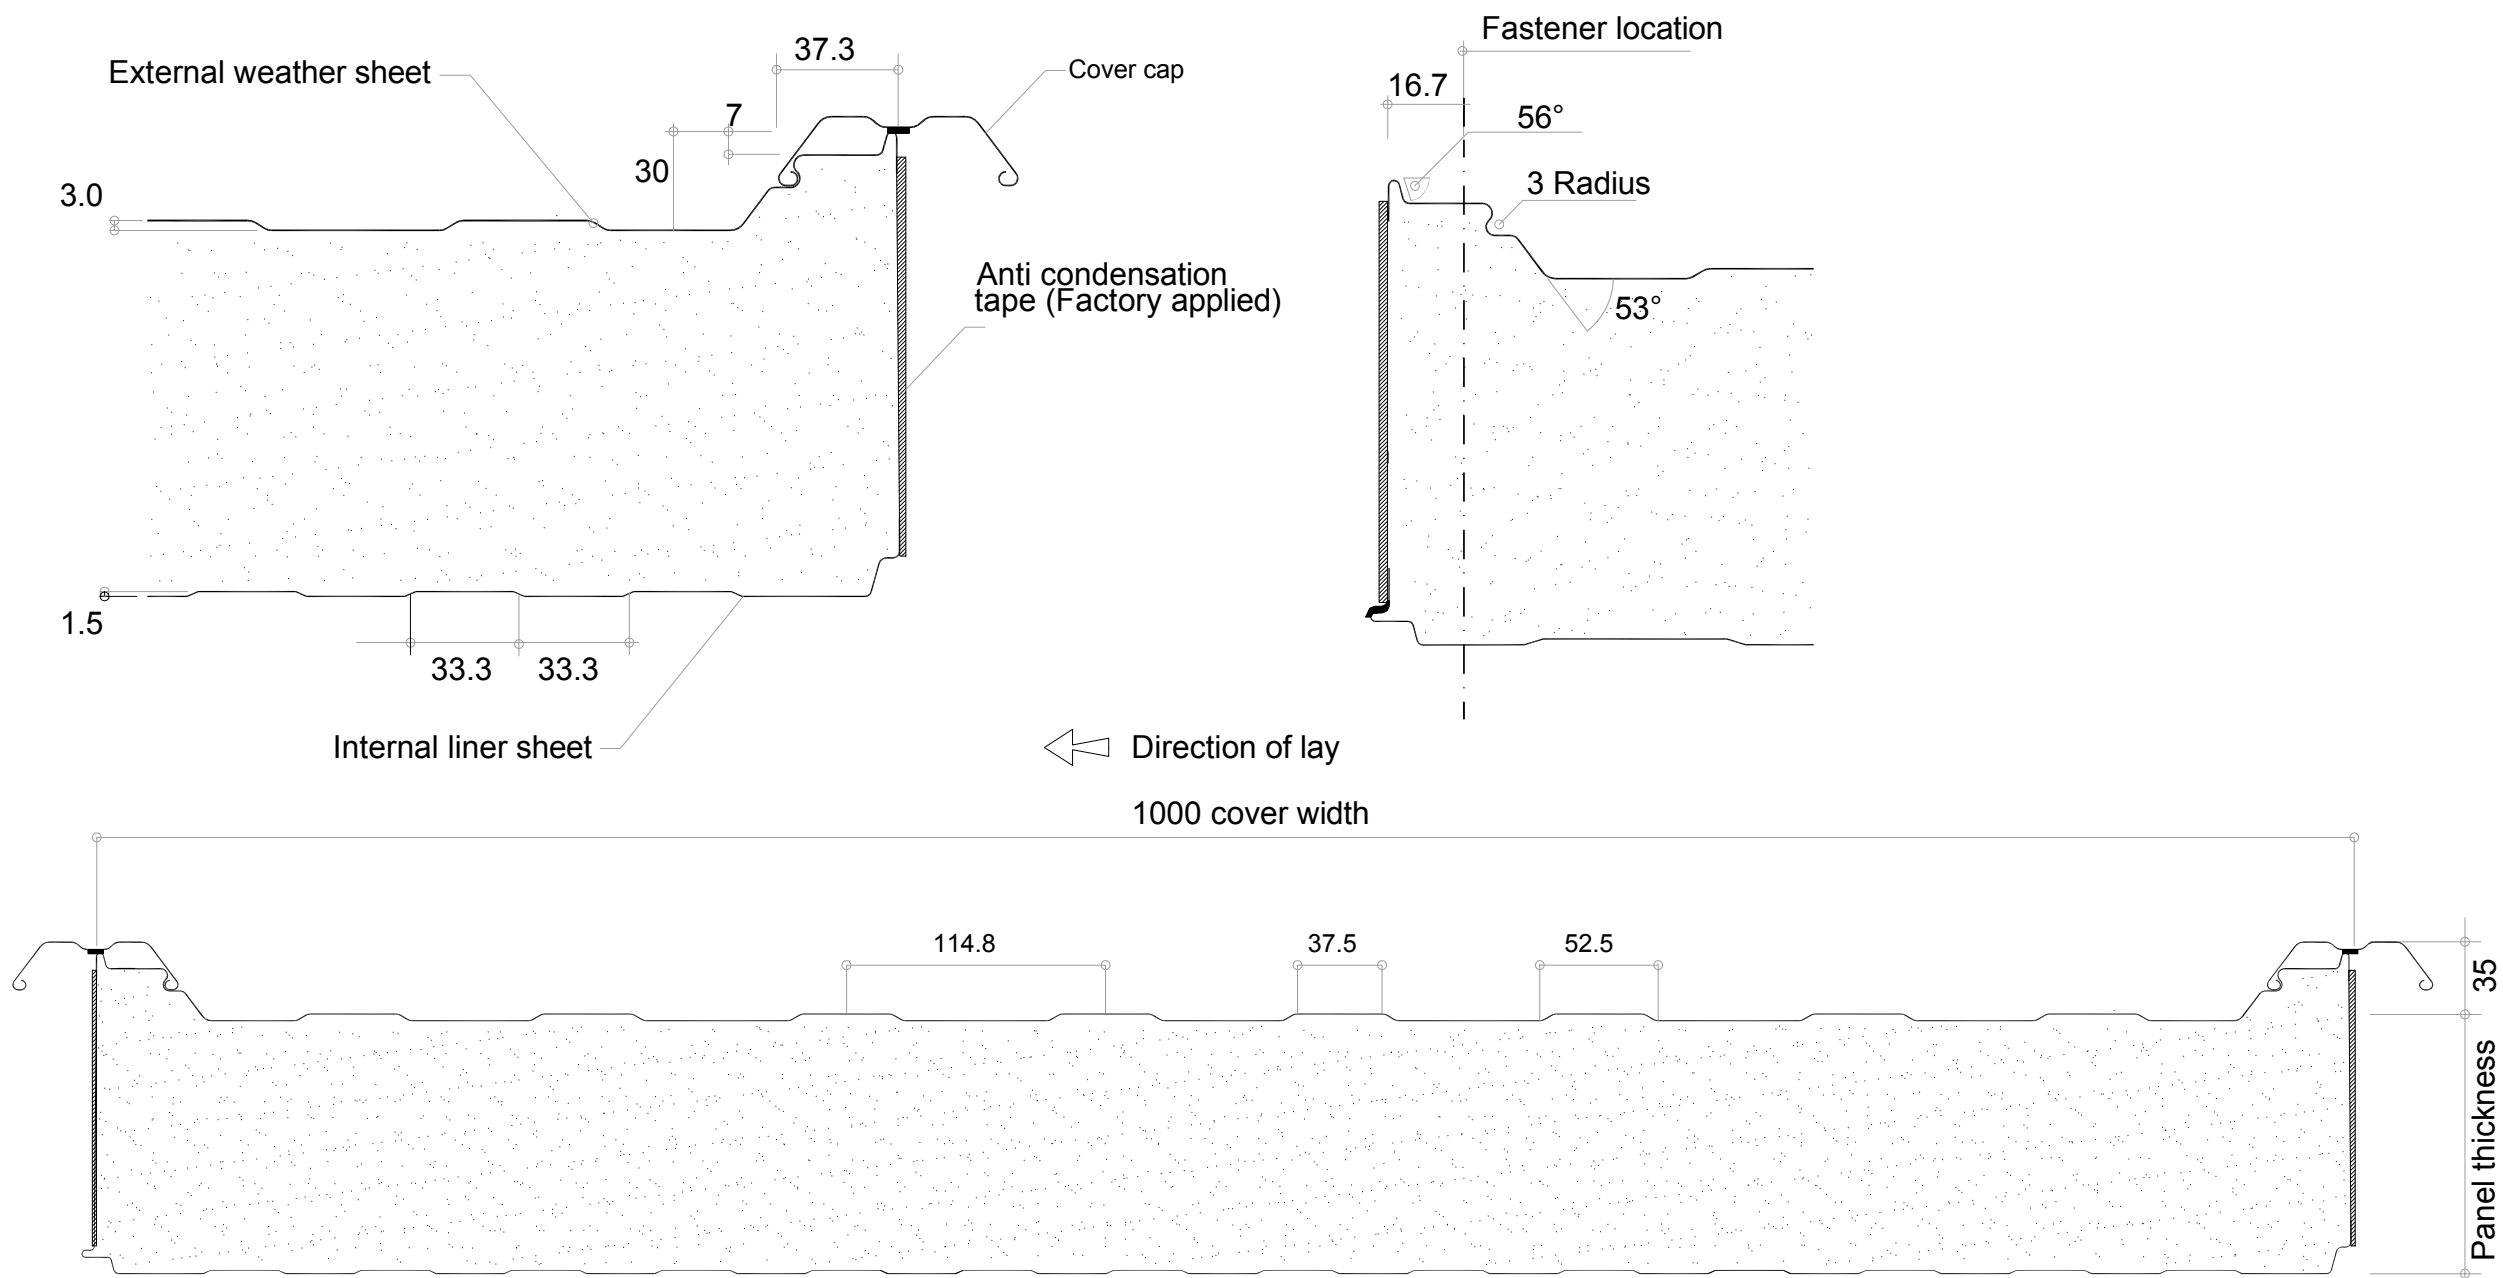 Fastener location
37.3
External weather sheet
Cover cap
16.7
7
56°
30
3 Radius
3.0
Anti condensation
tape (Factory applied)
53°
1.5
33.3
33.3
Internal liner sheet
Direction of lay
1000 cover width
114.8
37.5
52.5
35
Panel thickness